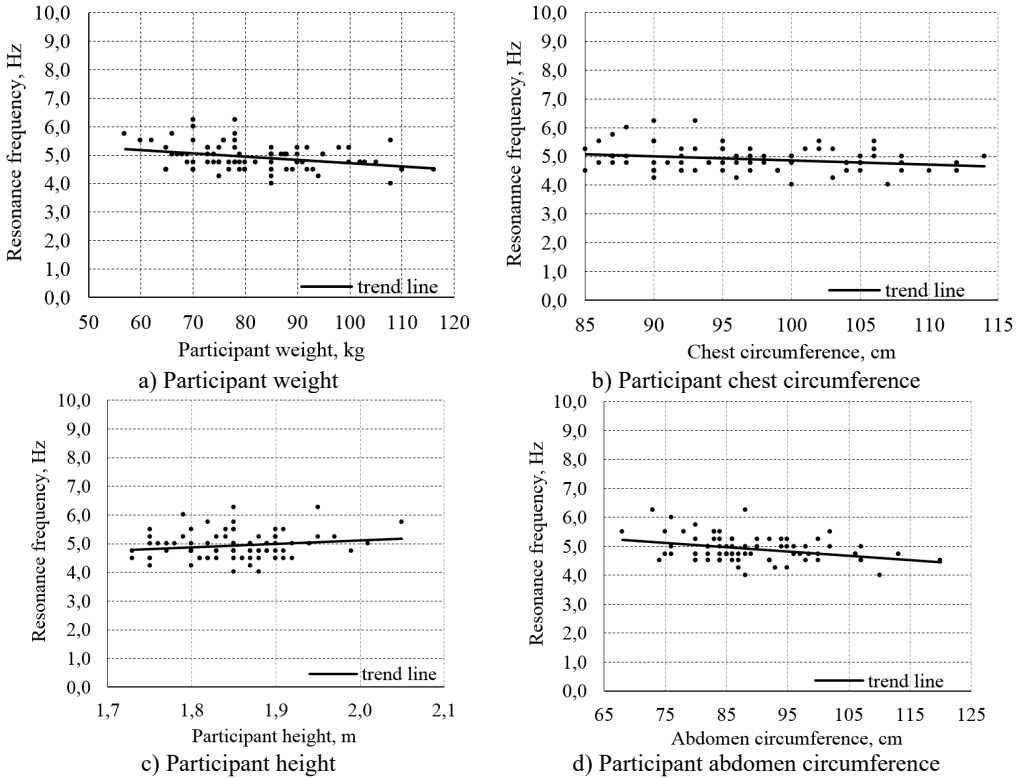 10,0
9,0
8,0
7,0
6,0
5,0
4,0
3,0
2,0
1,0
0,0
Resonance frequency, Hz
trend line
50 60 70 80 90 100 110 120
Participant weight, kg
a) Participant weight
10,0
9,0
8,0
7,0
6,0
5,0
4,0
3,0
2,0
1,0
0,0
Resonannce frequency, Hz
trend line
85 90 95 100 105 110 115
Chest circumference, cm
b) Participant chest circumference
10,0
9,0
8,0
7,0
6,0
5,0
4,0
3,0
2,0
1,0
0,0
Resonance frequency, Hz
trend line
1,7 1,8 1,9 2,0 2,1
Participant height, m
c) Participant height
10,0
9,0
8,0
7,0
6,0
5,0
4,0
3,0
2,0
1,0
0,0
Resonance frequency, Hz
trend line
65 75 85 95 105 115 125
Abdomen circumference, cm
d) Participant abdomen circumference